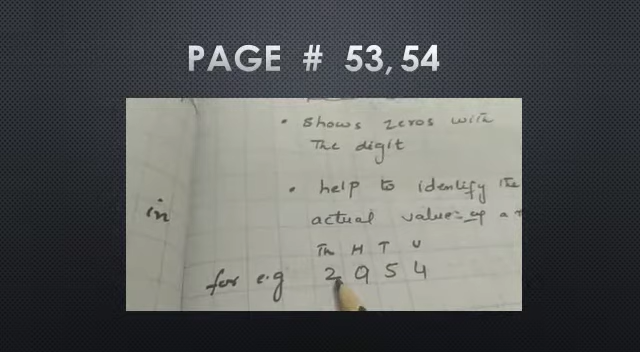 PAGE # 53, 54
• shows zeros with
The digit
• help to identify the
in
actual value of a
Th H T U
for e.g 2 9 5 4